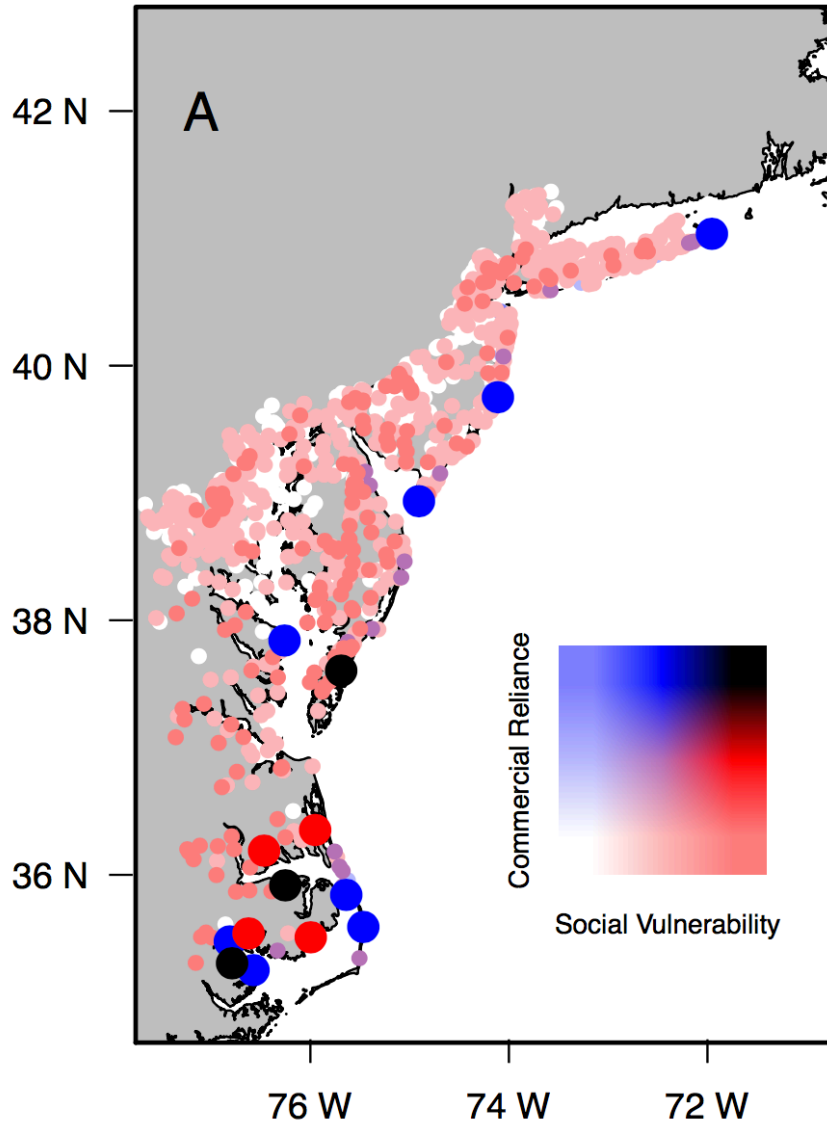 A
42 N
40 N
38 N
36 N
Commercial Reliance
Social Vulnerability
76 W
74 W
72 W